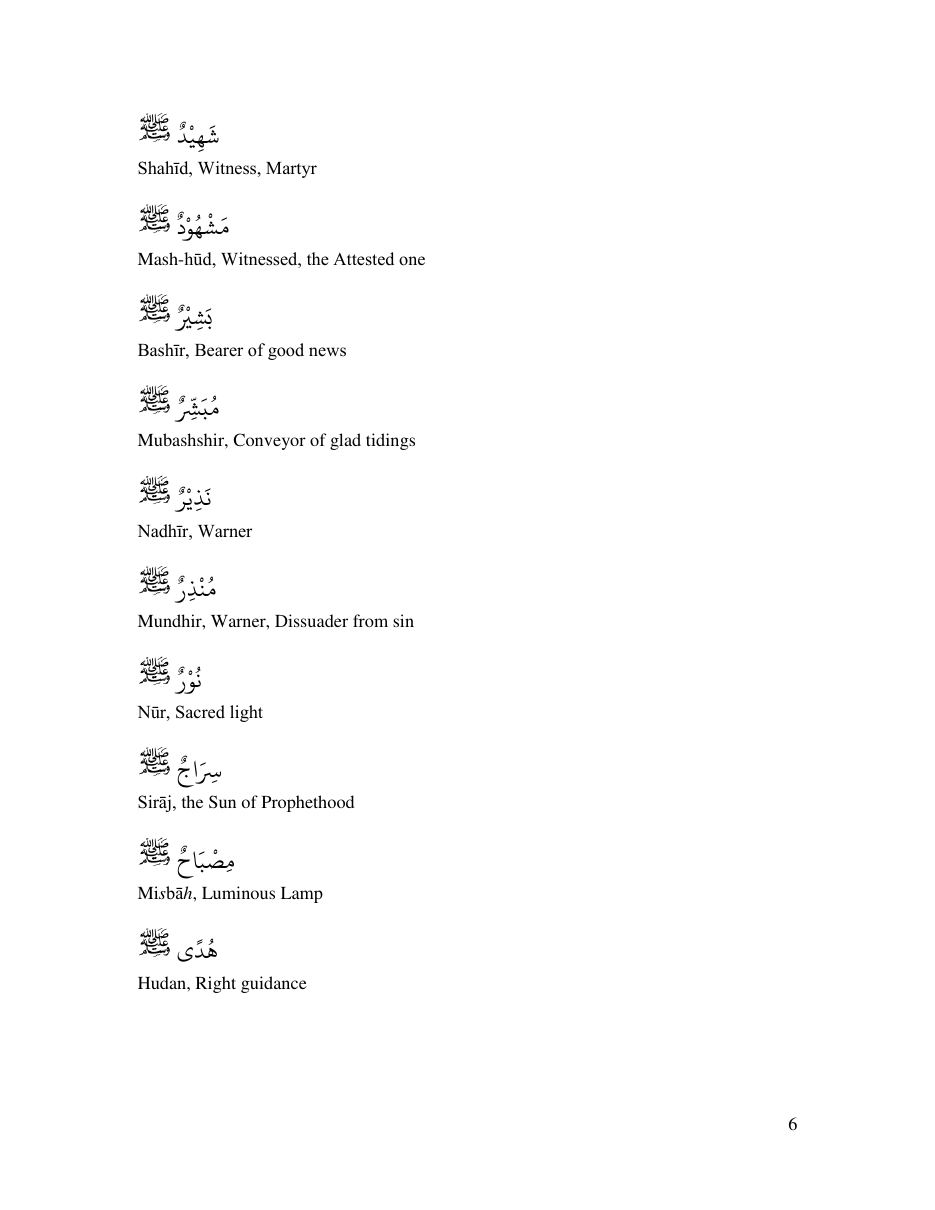 شَهِيْدٌ ﷺ
Shahīd, Witness, Martyr
مَشْهُوْدٌ ﷺ
Mash-hūd, Witnessed, the Attested one
بَشِيْرٌ ﷺ
Bashīr, Bearer of good news
مُبَشِّرٌ ﷺ
Mubashshir, Conveyor of glad tidings
نَذِيْرٌ ﷺ
Nadhīr, Warner
مُنْذِرٌ ﷺ
Mundhir, Warner, Dissuader from sin
نُوْرٌ ﷺ
Nūr, Sacred light
سِرَاجٌ ﷺ
Sirāj, the Sun of Prophethood
مِصْبَاحٌ ﷺ
Misbāh, Luminous Lamp
هُدًى ﷺ
Hudan, Right guidance
6